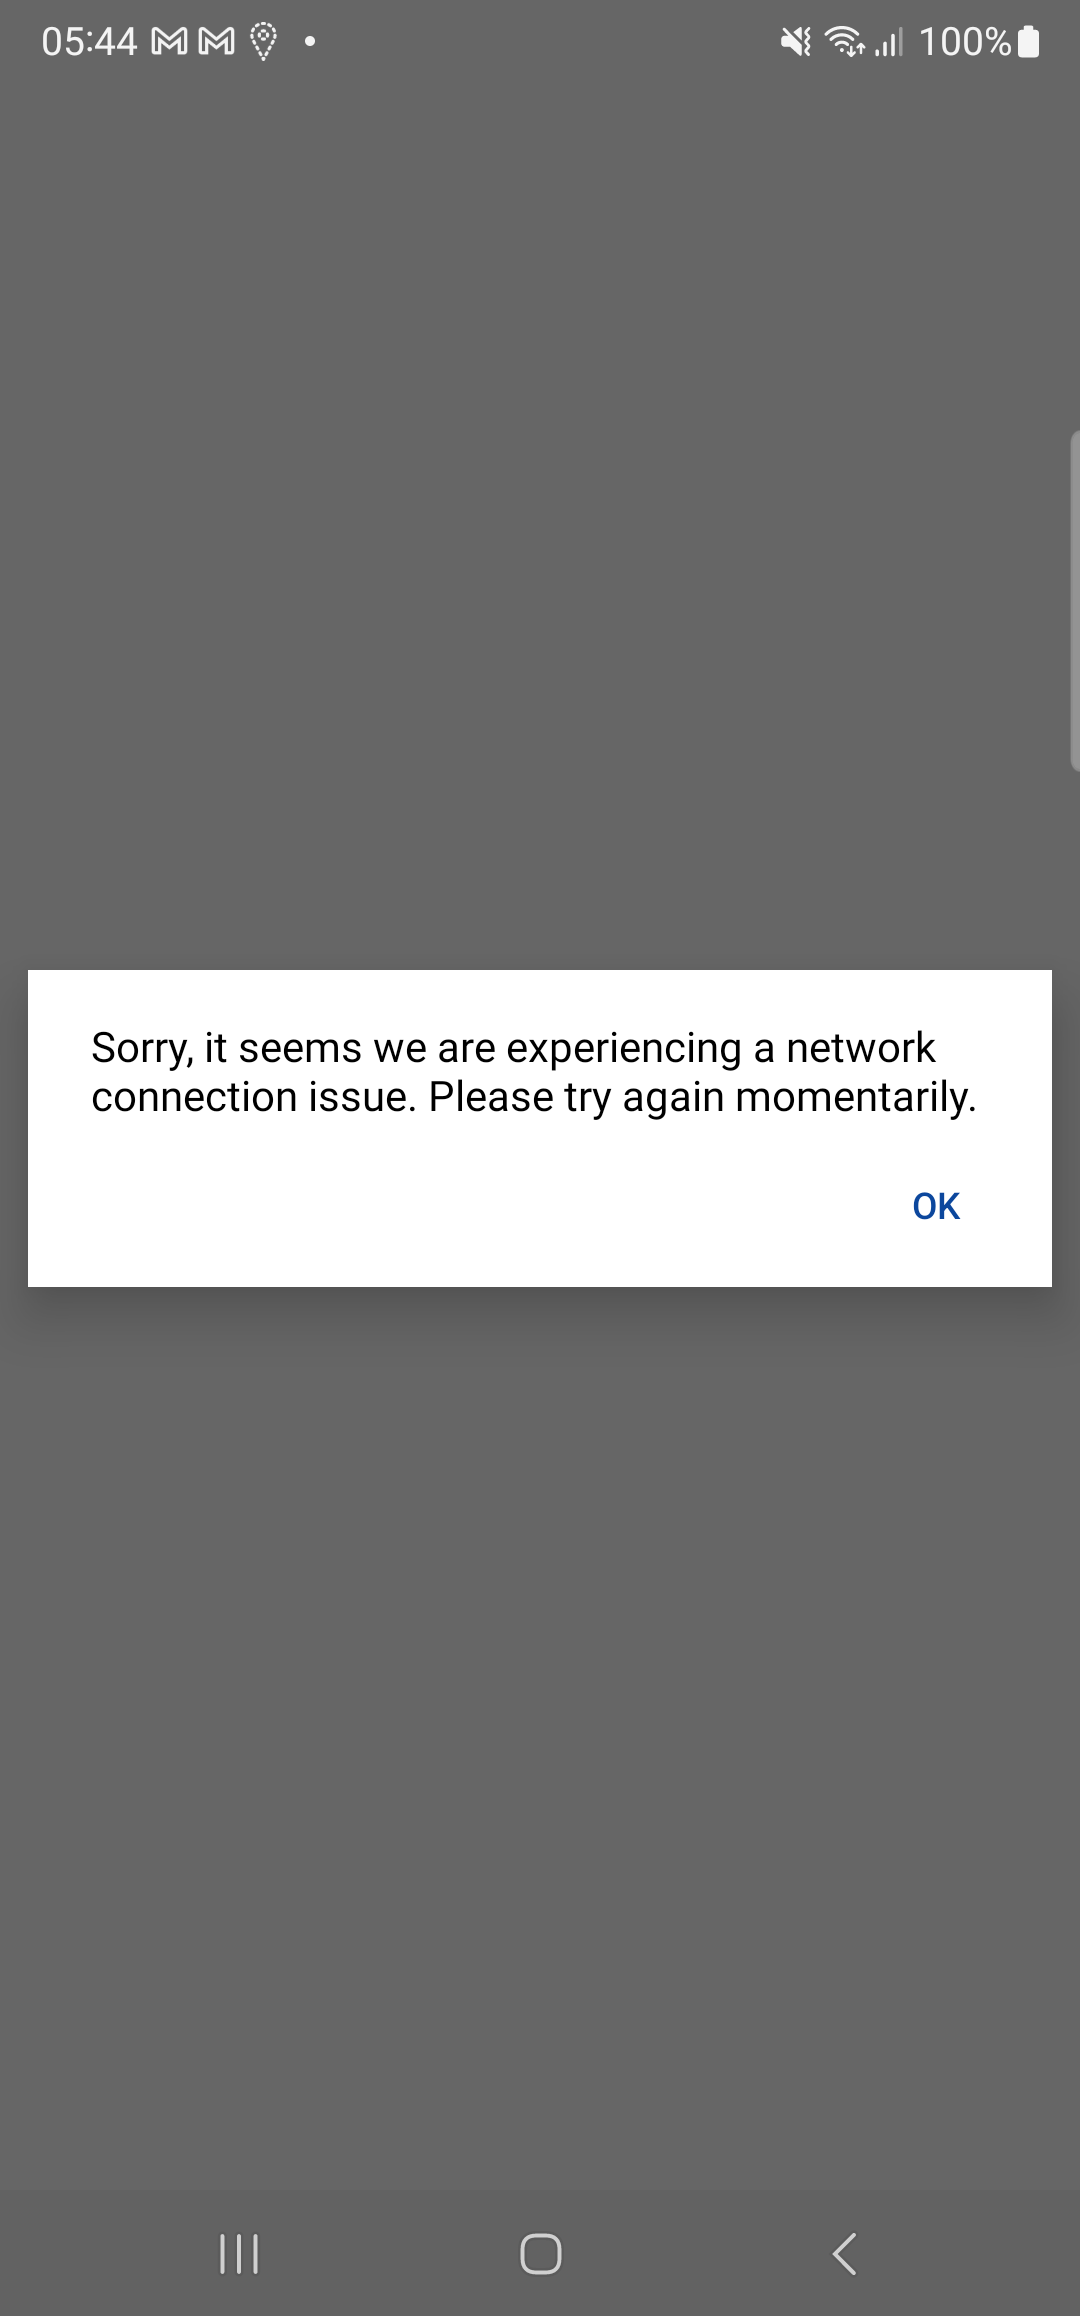 05:44
100%
Sorry, it seems we are experiencing a network
connection issue. Please try again momentarily.
OK